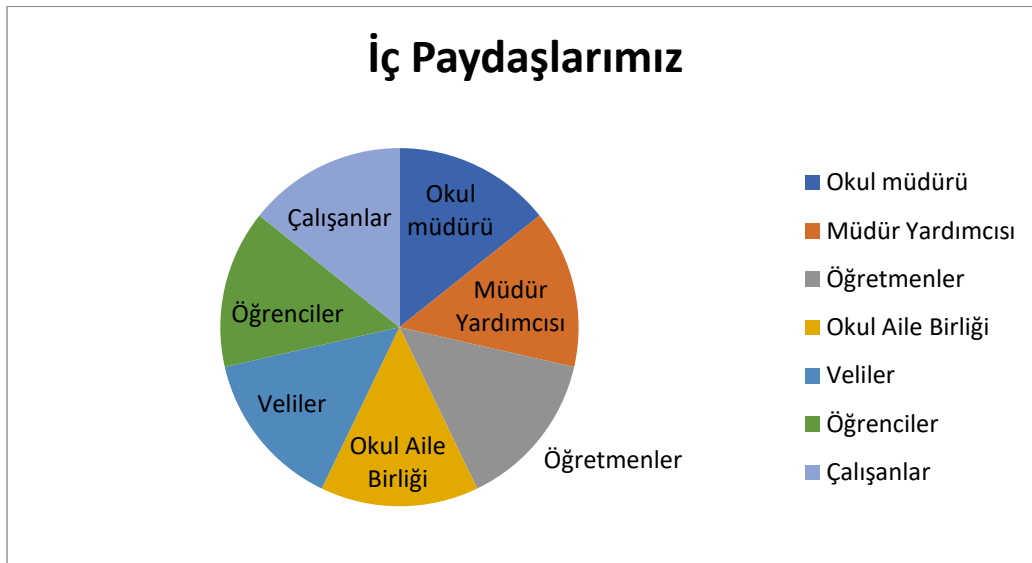 İç Paydaşlarımız
Okul
müdürü
Müdür
Yardımcısı
Öğretmenler
Okul Aile
Birliği
Veliler
Öğrenciler
Çalışanlar
Okul müdürü
Müdür Yardımcısı
Öğretmenler
Okul Aile Birliği
Veliler
Öğrenciler
Çalışanlar